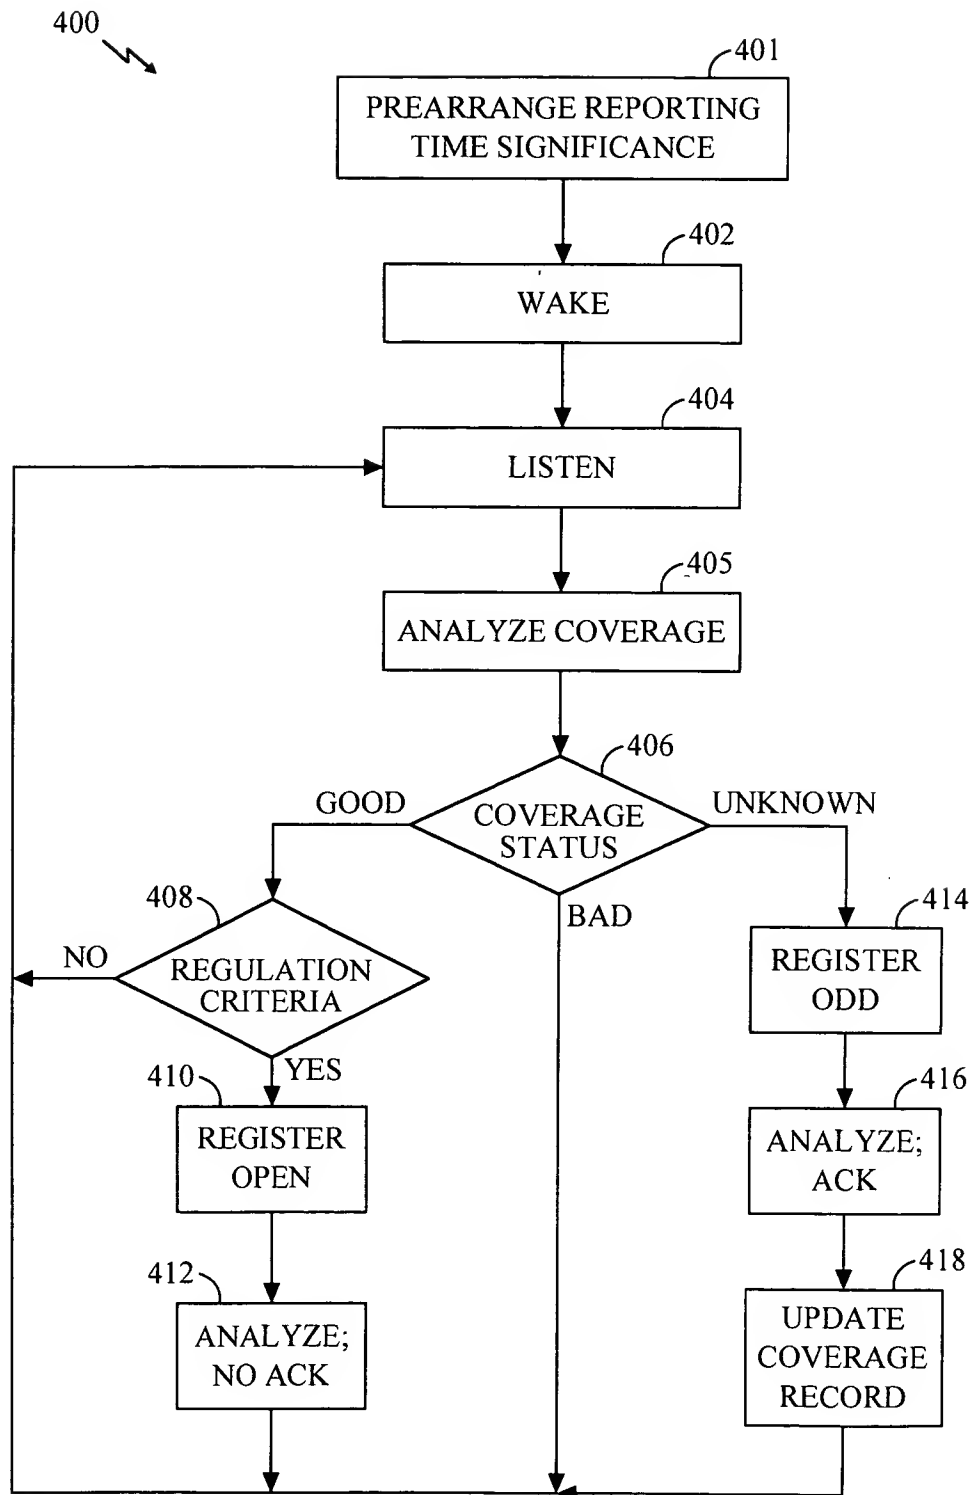 400
401
PREARRANGE REPORTING
TIME SIGNIFICANCE
402
WAKE
404
LISTEN
405
ANALYZE COVERAGE
406
GOOD
COVERAGE
STATUS
UNKNOWN
BAD
408
NO
REGULATION
CRITERIA
YES
410
REGISTER
OPEN
412
ANALYZE;
NO ACK
414
REGISTER
ODD
416
ANALYZE;
ACK
418
UPDATE
COVERAGE
RECORD